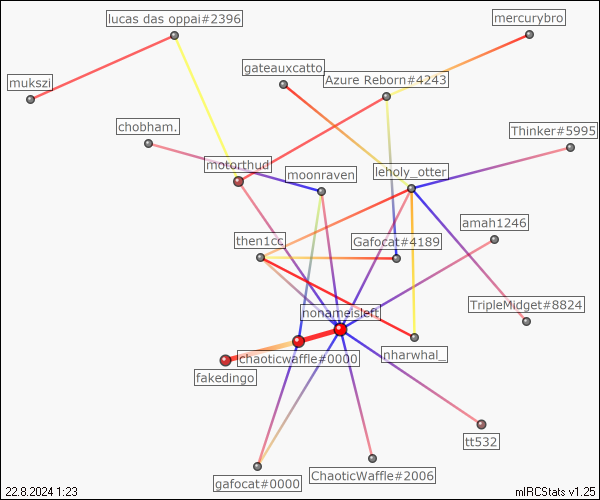 lucas das oppai#2396
mercurybro
gateauxcatto
Azure Reborn#4243
mukszi
chobham.
Thinker#5995
motorthud
moonraven
leholy_otter
amah1246
then1cc
Gafocat#4189
TripleMidget#8824
nonameisleft
chaoticwaffle#0000
nharwhal_
fakedingo
tt532
ChaoticWaffle#2006
gafocat#0000
22.8.2024 1:23
mIRCStats v1.25